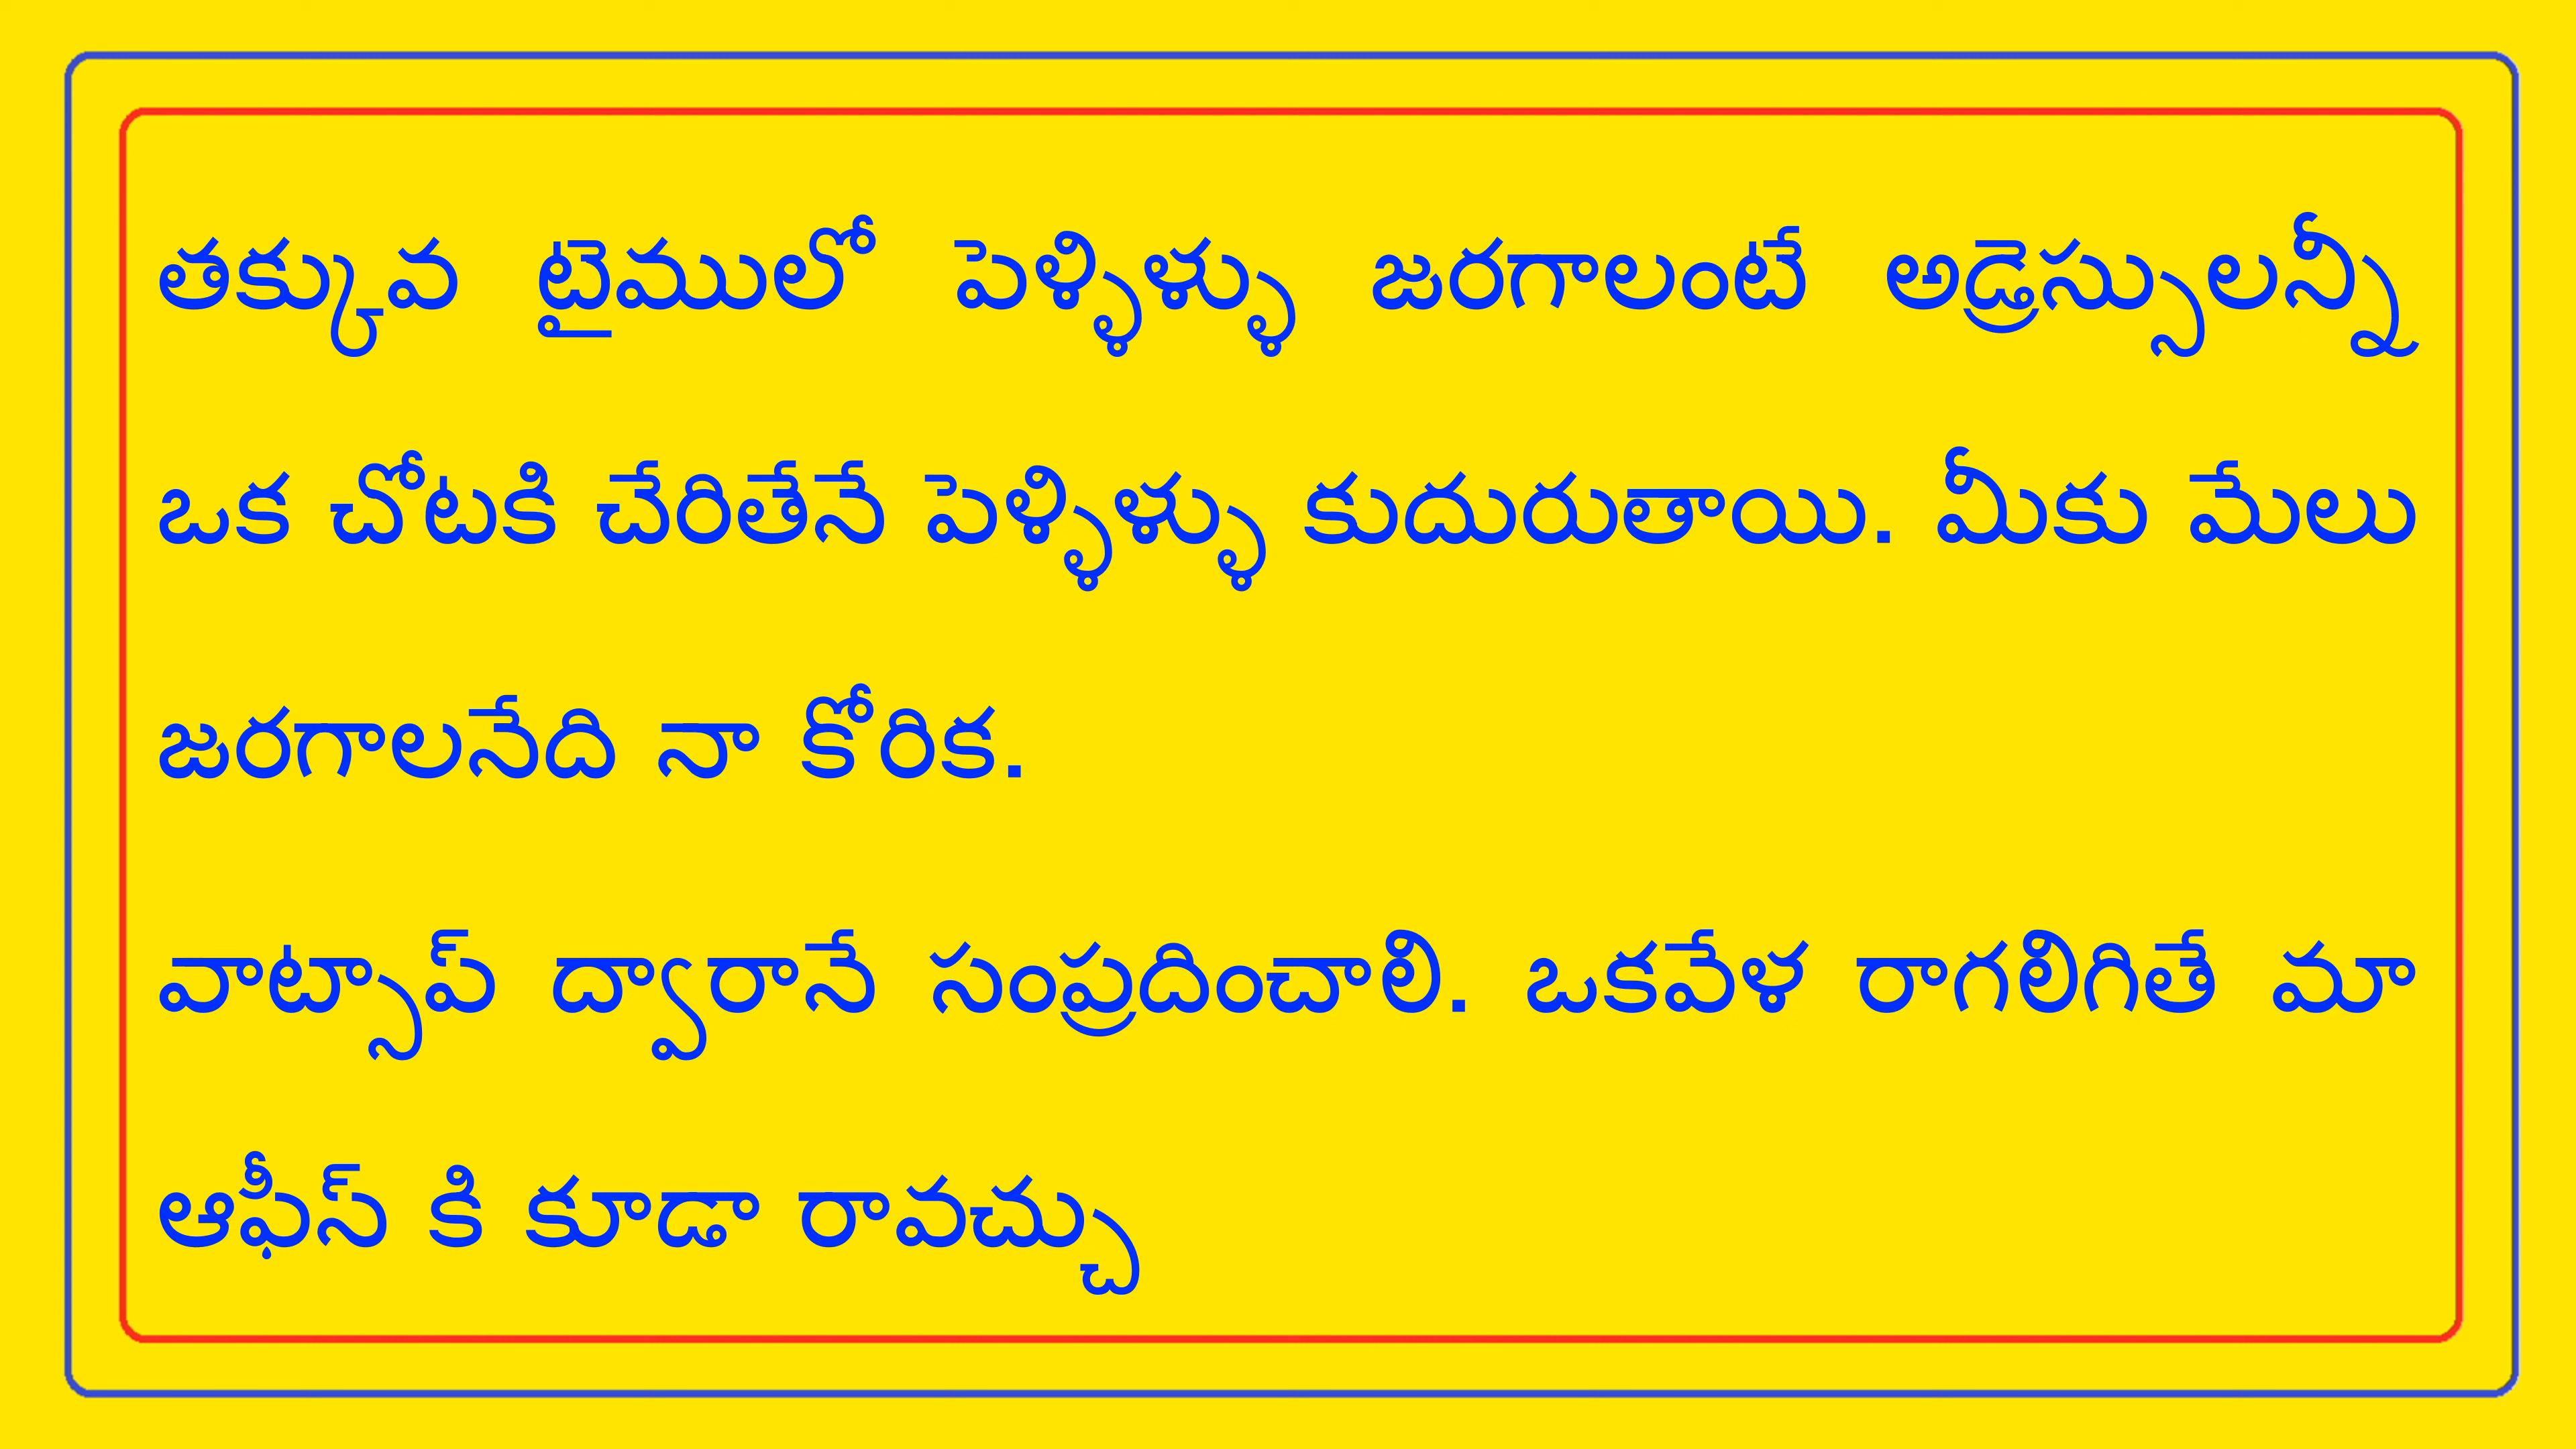 తక్కువ టైములో పెళ్ళిళ్ళు జరగాలంటే అడ్రెస్సులన్నీ
ఒక చోటకి చేరితేనే పెళ్ళిళ్ళు కుదురుతాయి. మీకు మేలు
జరగాలనేది నా కోరిక.
వాట్సాప్ ద్వారానే సంప్రదించాలి. ఒకవేళ రాగలిగితే మా
ఆఫీస్ కి కూడా రావచ్చు